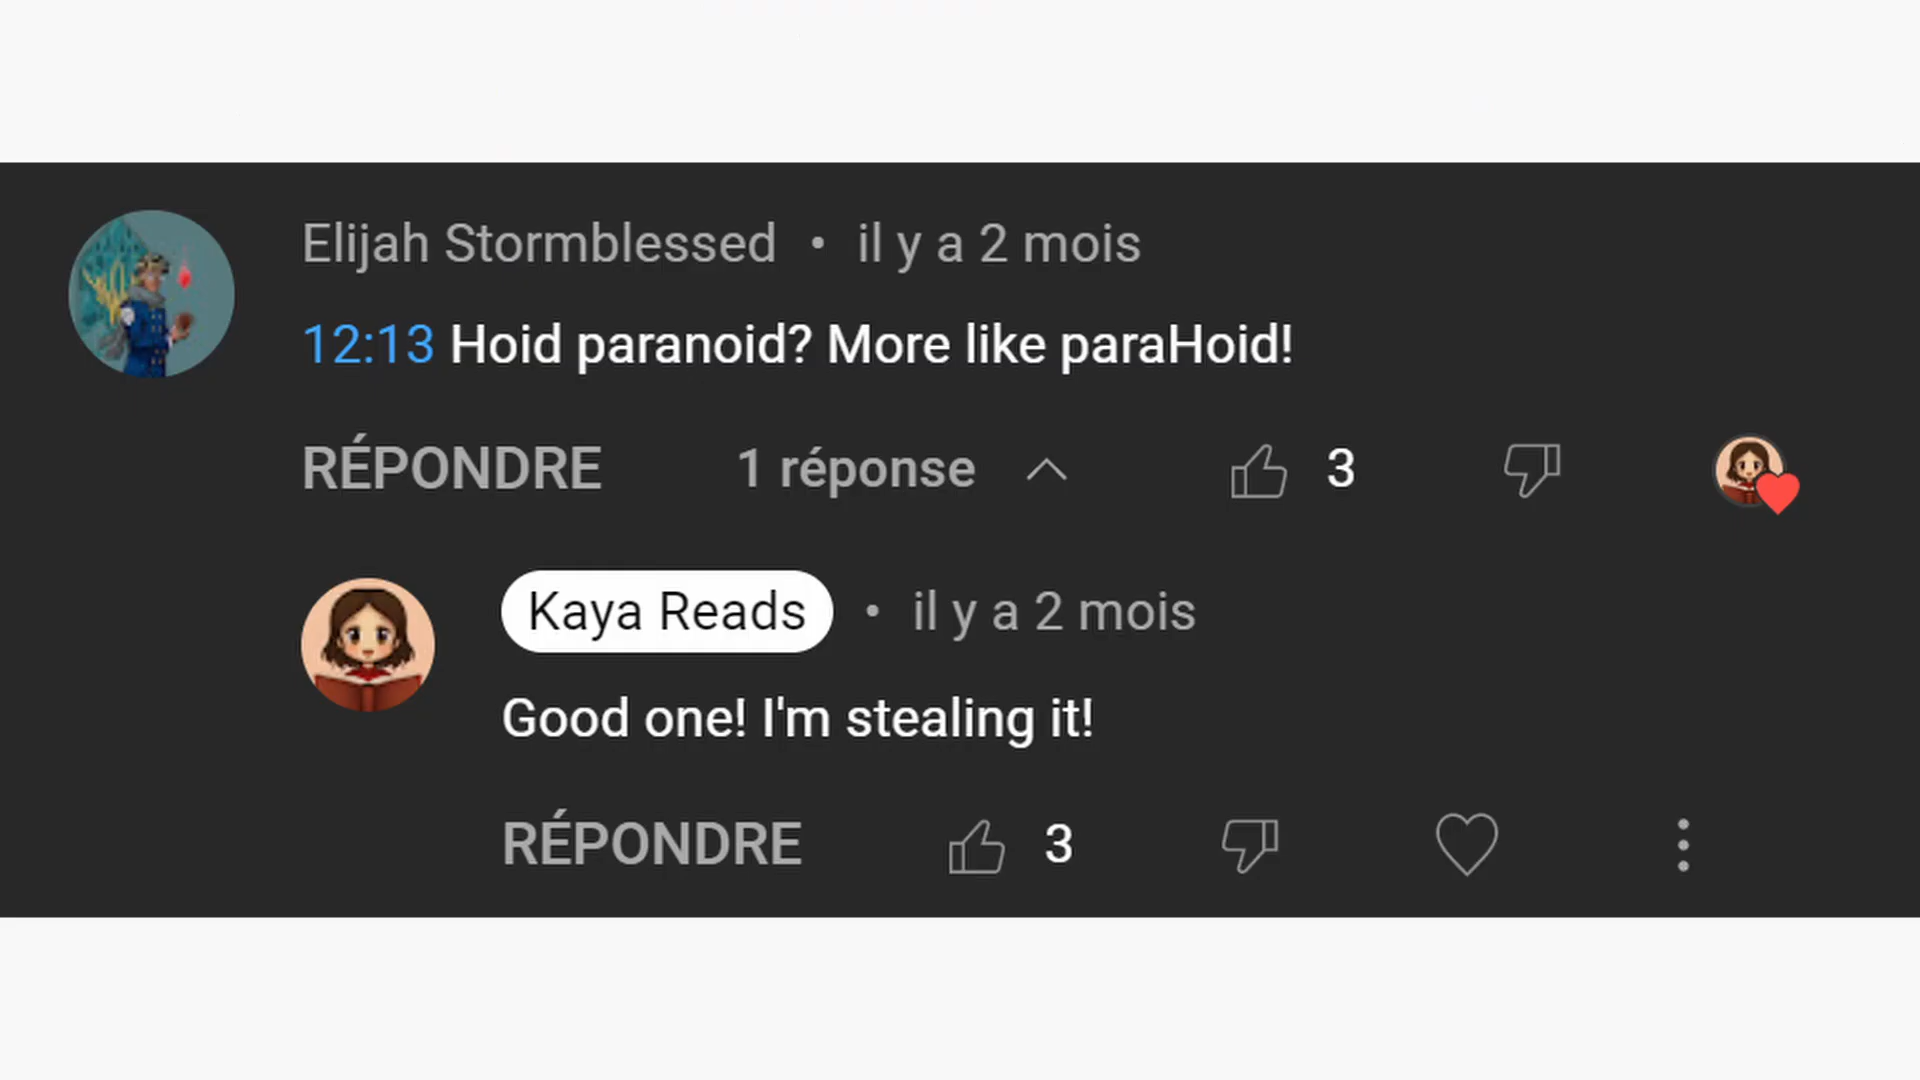 Elijah Stormblessed • il y a 2 mois
12:13 Hoid paranoid? More like paraHoid!
RÉPONDRE 1 réponse 3
Kaya Reads • il y a 2 mois
Good one! I'm stealing it!
RÉPONDRE 3